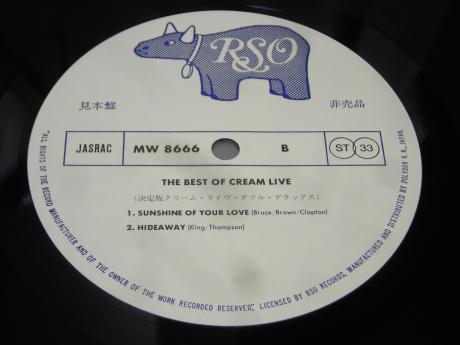 RSO
見本盤 非売品
JASRAC MW 8666 B ST 33
THE BEST OF CREAM LIVE
(決定版クリーム・ライヴ・ダブル・デラックス)
1. SUNSHINE OF YOUR LOVE (Bruce/Brown/Clapton)
2. HIDEAWAY (King/Thompson)
"ALL RIGHTS OF THE RECORD MANUFACTURER AND OF THE OWNER OF THE WORK RECORDED RESERVED", LICENSED BY RSO RECORDS, MANUFACTURED AND DISTRIBUTED BY POLYDOR K. K., JAPAN.